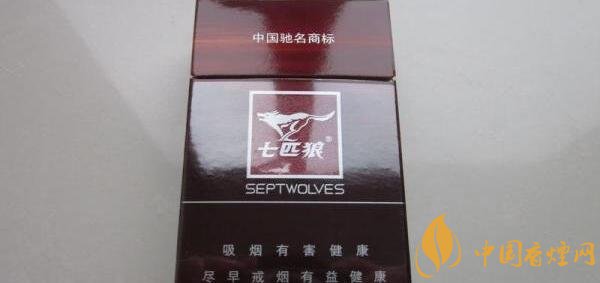 中国驰名商标
七匹狼®
SEPTWOLVES
吸烟有害健康
尽早戒烟有益健康
中国香烟网